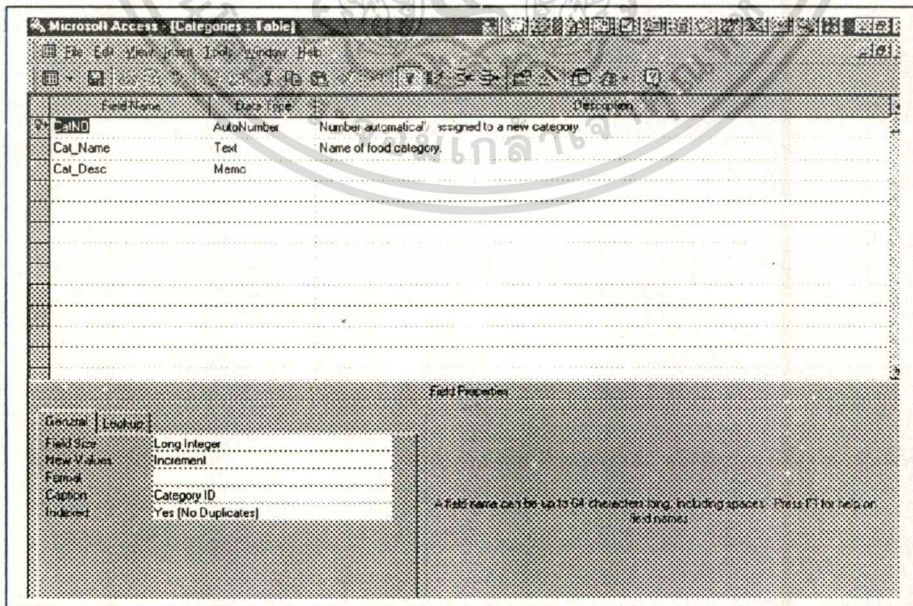 Microsoft Access - [Categories : Table]
File Edit View Insert Tools Window Help
Field Name Data Type Description
CatNO AutoNumber Number automatically assigned to a new category.
Cat_Name Text Name of food category.
Cat_Desc Memo
Field Properties
General Lookup
Field Size Long Integer
New Values Increment
Format
Caption Category ID
Indexed Yes (No Duplicates)
A field name can be up to 64 characters long, including spaces. Press F1 for help on
field names.